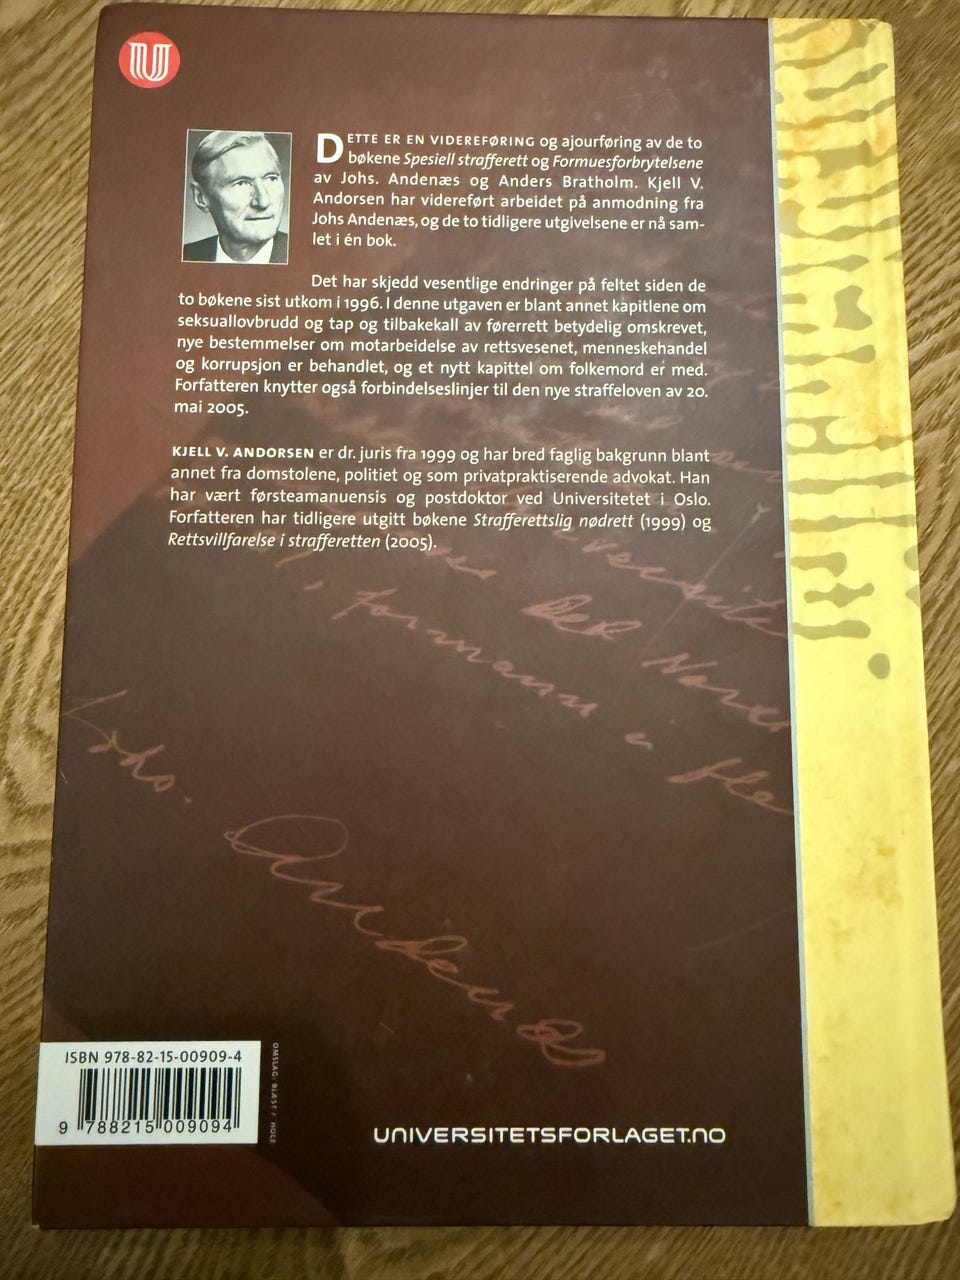 U
DETTE ER EN VIDEREFØRING og ajourføring av de to
bøkene Spesiell strafferett og Formuesforbrytelsene
av Johs. Andenæs og Anders Bratholm. Kjell V.
Andorsen har videreført arbeidet på anmodning fra
Johs Andenæs, og de to tidligere utgivelsene er nå sam-
let i én bok.
Det har skjedd vesentlige endringer på feltet siden de
to bøkene sist utkom i 1996. I denne utgaven er blant annet kapitlene om
seksuallovbrudd og tap og tilbakekall av førerrett betydelig omskrevet,
nye bestemmelser om motarbeidelse av rettsvesenet, menneskehandel
og korrupsjon er behandlet, og et nytt kapittel om folkemord er med.
Forfatteren knytter også forbindelseslinjer til den nye straffeloven av 20.
mai 2005.
KJELL V. ANDORSEN er dr. juris fra 1999 og har bred faglig bakgrunn blant
annet fra domstolene, politiet og som privatpraktiserende advokat. Han
har vært førsteamanuensis og postdoktor ved Universitetet i Oslo.
Forfatteren har tidligere utgitt bøkene Strafferettslig nødrett (1999) og
Rettsvillfarelse i strafferetten (2005).
Det Norske
formann i fle
Johs. Andenæs
ISBN 978-82-15-00909-4
9 788215 009094
OMSLAG: BLÆST / HOLE
UNIVERSITETSFORLAGET.NO